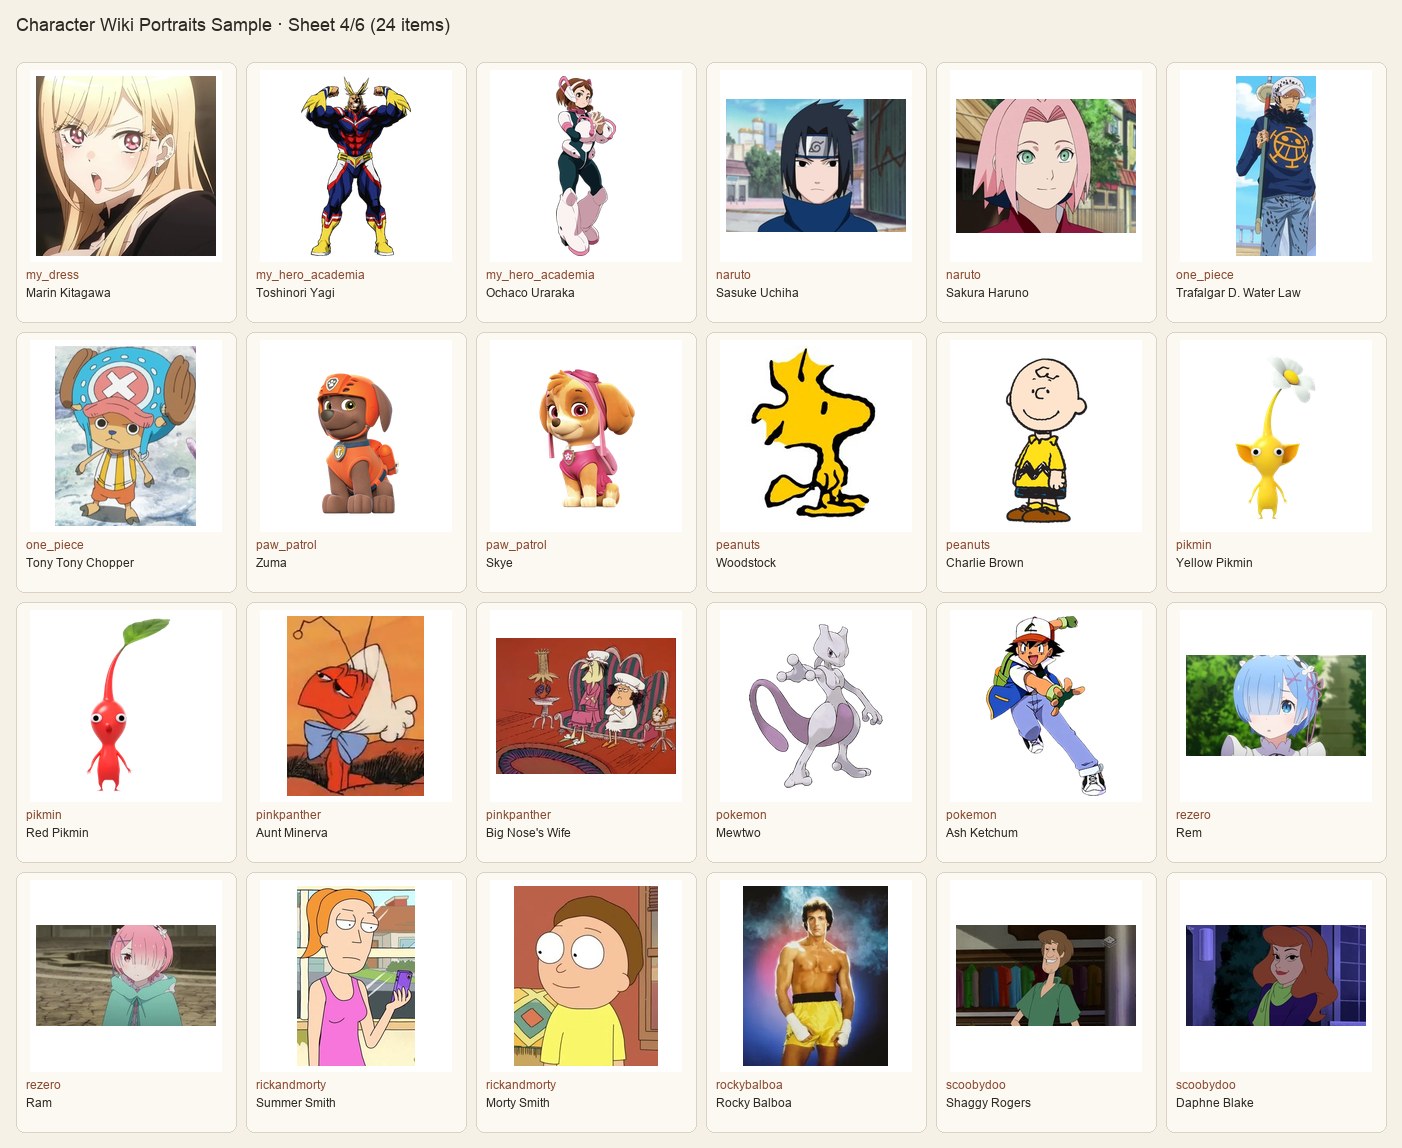 Character Wiki Portraits Sample · Sheet 4/6 (24 items)
my_dress
Marin Kitagawa
my_hero_academia
Toshinori Yagi
my_hero_academia
Ochaco Uraraka
naruto
Sasuke Uchiha
naruto
Sakura Haruno
one_piece
Trafalgar D. Water Law
one_piece
Tony Tony Chopper
paw_patrol
Zuma
paw_patrol
Skye
peanuts
Woodstock
peanuts
Charlie Brown
pikmin
Yellow Pikmin
pikmin
Red Pikmin
pinkpanther
Aunt Minerva
pinkpanther
Big Nose's Wife
pokemon
Mewtwo
pokemon
Ash Ketchum
rezero
Rem
rezero
Ram
rickandmorty
Summer Smith
rickandmorty
Morty Smith
rockybalboa
Rocky Balboa
scoobydoo
Shaggy Rogers
scoobydoo
Daphne Blake